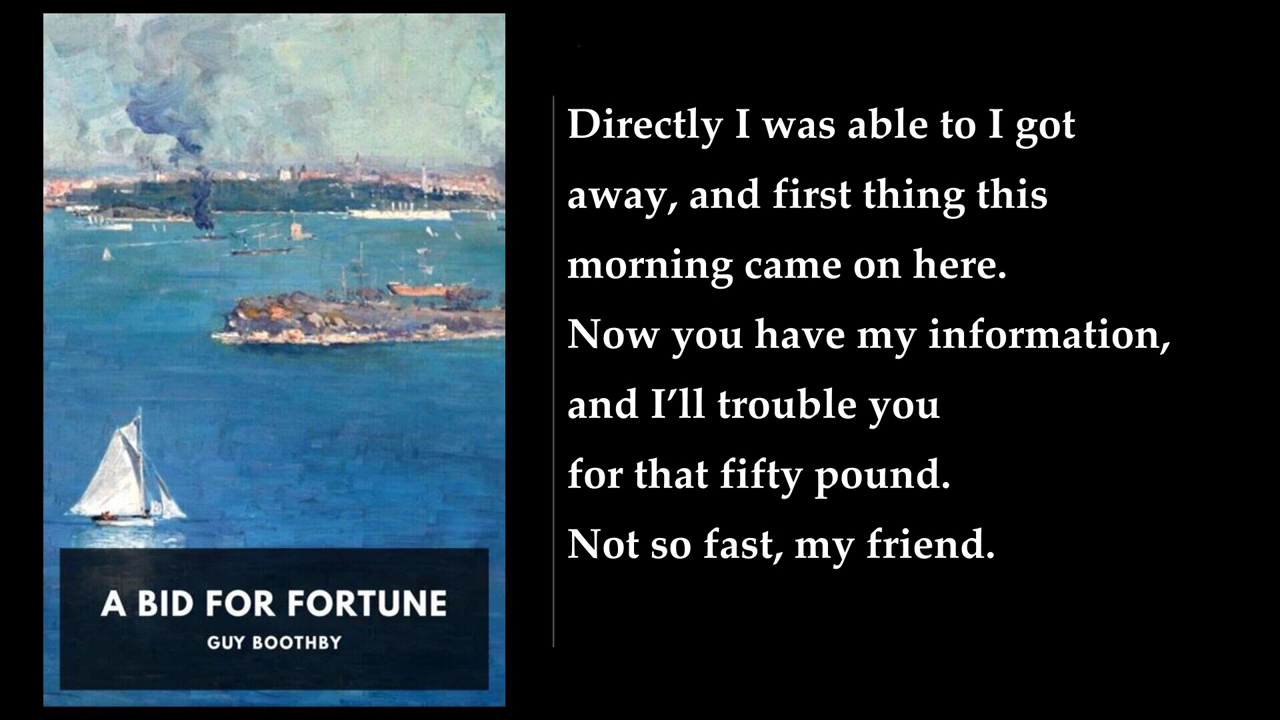 A BID FOR FORTUNE
GUY BOOTHBY
Directly I was able to I got
away, and first thing this
morning came on here.
Now you have my information,
and I’ll trouble you
for that fifty pound.
Not so fast, my friend.